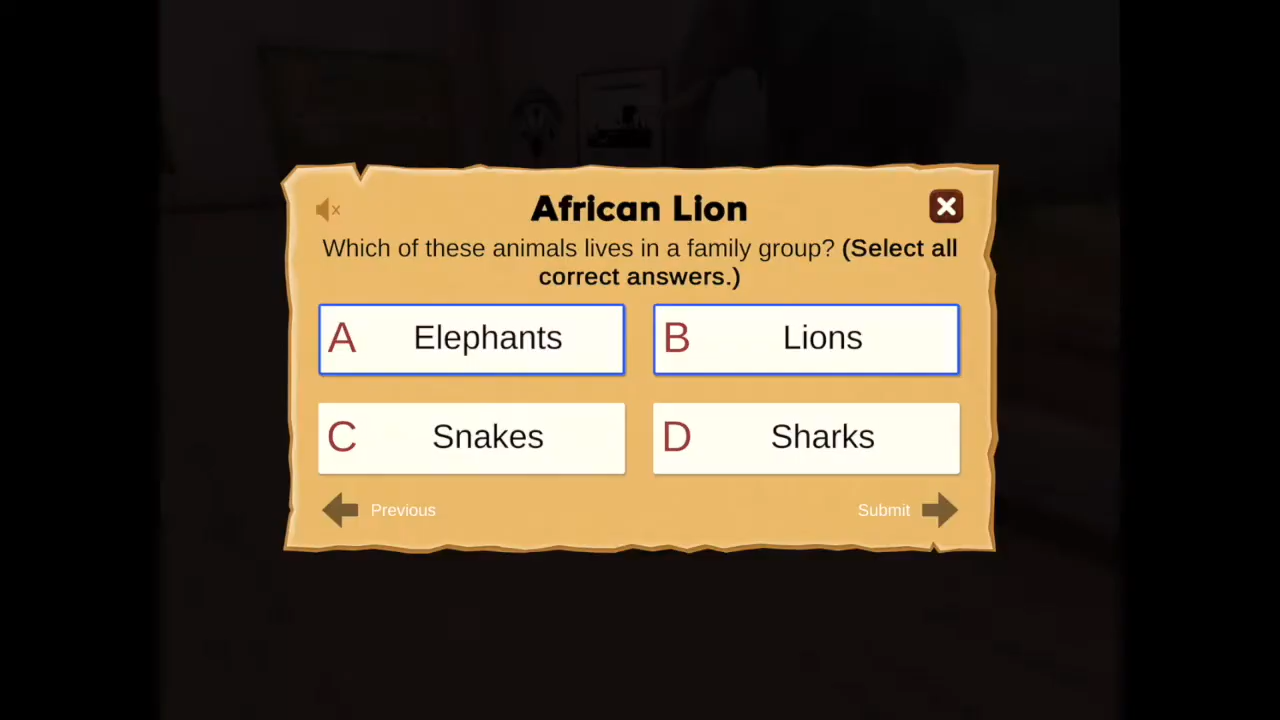 African Lion
Which of these animals lives in a family group? (Select all
correct answers.)
A Elephants
B Lions
C Snakes
D Sharks
Previous
Submit